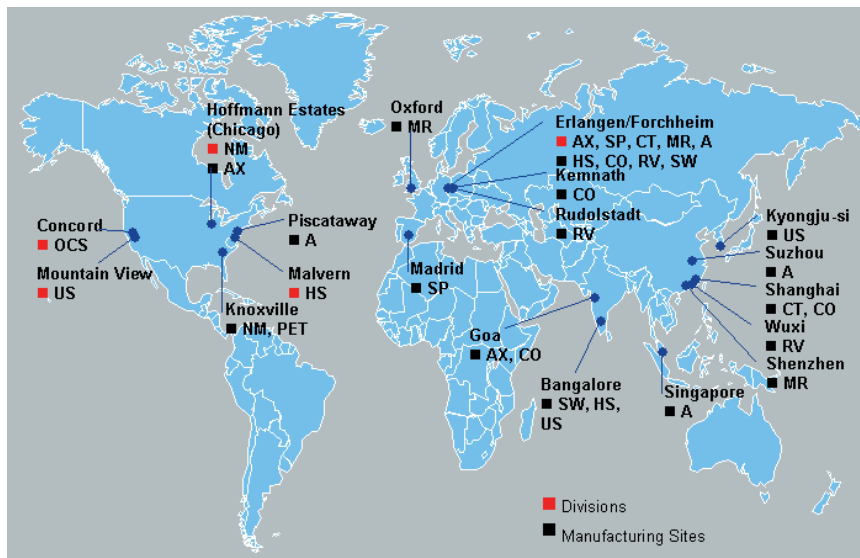 Hoffmann Estates
(Chicago)
NM
AX
Oxford
MR
Erlangen/Forchheim
AX, SP, CT, MR, A
HS, CO, RV, SW
Kemnath
CO
Rudolstadt
RV
Concord
OCS
Mountain View
US
Piscataway
A
Malvern
HS
Knoxville
NM, PET
Madrid
SP
Kyongju-si
US
Suzhou
A
Shanghai
CT, CO
Wuxi
RV
Shenzhen
MR
Goa
AX, CO
Bangalore
SW, HS,
US
Singapore
A
Divisions
Manufacturing Sites